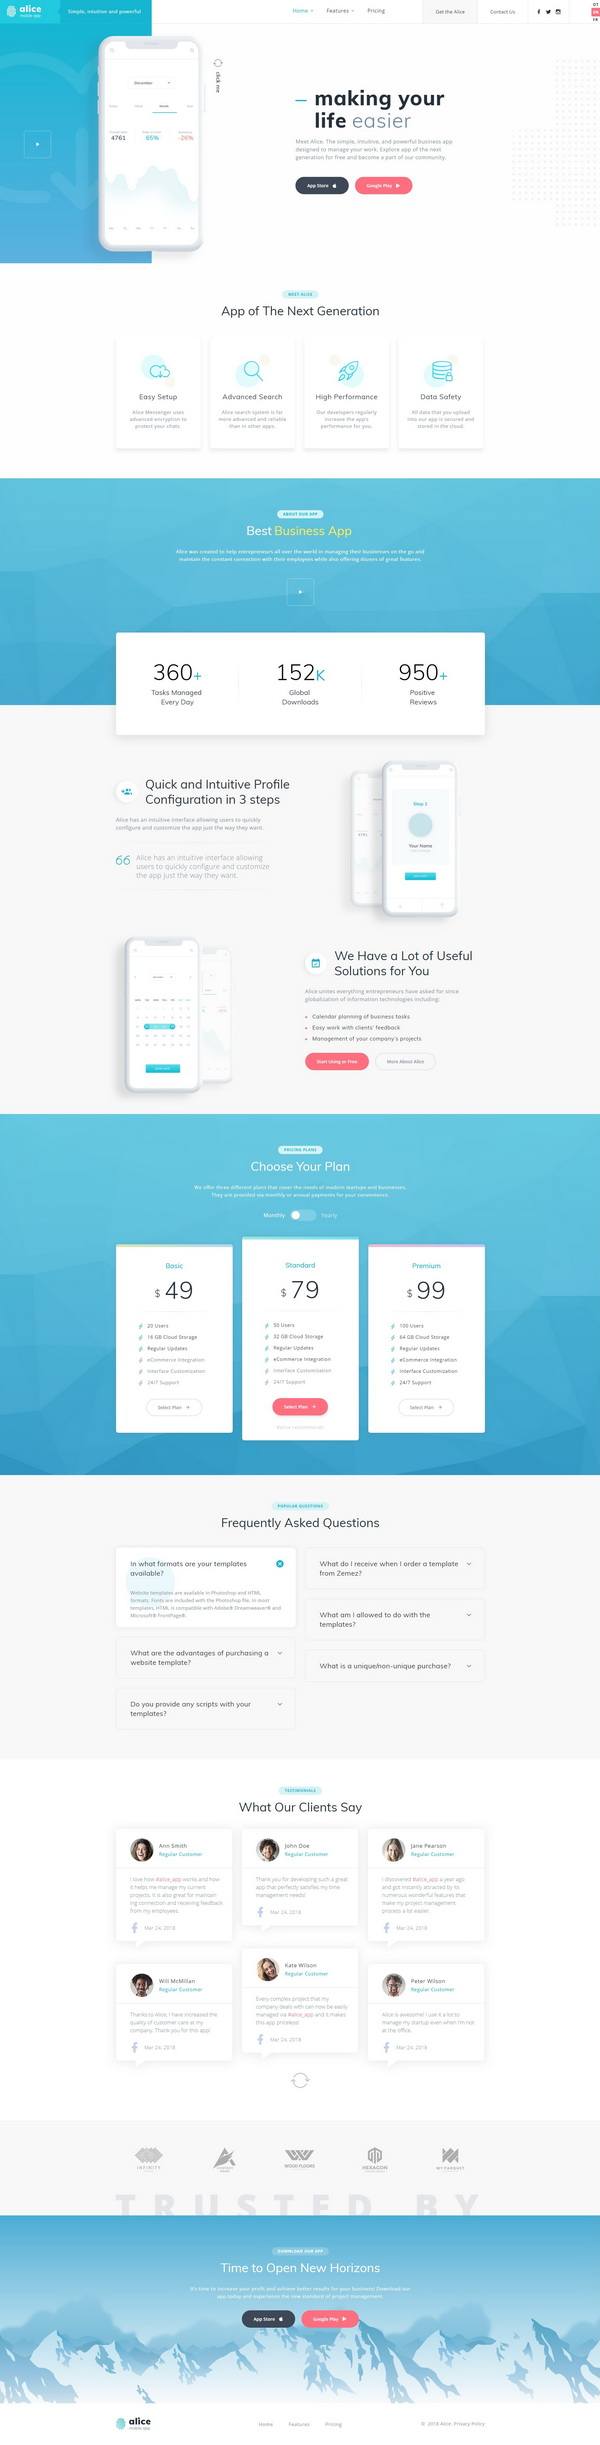 alice
mobile app
Simple, intuitive and powerful
Home
Features
Pricing
Get the Alice
Contact Us
EN
FR
December
click me
4761
65%
-26%
making your
life easier
Meet Alice. The simple, intuitive, and powerful business app
designed to manage your work. Explore app of the next
generation for free and become a part of our community.
App Store
Google Play
MEET ALICE
App of The Next Generation
Easy Setup
Alice Messenger uses
advanced encryption to
protect your chats.
Advanced Search
Alice search system is far
more advanced and reliable
than in other apps.
High Performance
Our developers regularly
increase the app's
performance for you.
Data Safety
All data that you upload
into our app is secured and
stored in the cloud.
ABOUT OUR APP
Best Business App
Alice was created to help entrepreneurs all over the world in managing their businesses on the go and
maintain the constant connection with their employees while also offering dozens of great features.
360+
Tasks Managed
Every Day
152K
Global
Downloads
950+
Positive
Reviews
Quick and Intuitive Profile
Configuration in 3 steps
Alice has an intuitive interface allowing users to quickly
configure and customize the app just the way they want.
Alice has an intuitive interface allowing
users to quickly configure and customize
the app just the way they want.
Step 2
Your Name
We Have a Lot of Useful
Solutions for You
Alice unites everything entrepreneurs have asked for since
globalization of information technologies including:
Calendar planning of business tasks
Easy work with clients' feedback
Management of your company's projects
Start Using or Free
More About Alice
PRICING PLANS
Choose Your Plan
We offer three different plans that cover the needs of modern startups and businesses.
They are provided via monthly or annual payments for your convenience.
Monthly
Yearly
Basic
$ 49
20 Users
16 GB Cloud Storage
Regular Updates
eCommerce Integration
Interface Customization
24/7 Support
Select Plan
Standard
$ 79
50 Users
32 GB Cloud Storage
Regular Updates
eCommerce Integration
Interface Customization
24/7 Support
Select Plan
Premium
$ 99
100 Users
64 GB Cloud Storage
Regular Updates
eCommerce Integration
Interface Customization
24/7 Support
Select Plan
POPULAR QUESTIONS
Frequently Asked Questions
In what formats are your templates
available?
Website templates are available in Photoshop and HTML
formats. Fonts are included with the Photoshop file. In most
templates, HTML is compatible with Adobe® Dreamweaver® and
Microsoft® FrontPage®.
What are the advantages of purchasing a
website template?
Do you provide any scripts with your
templates?
What do I receive when I order a template
from Zemez?
What am I allowed to do with the
templates?
What is a unique/non-unique purchase?
TESTIMONIALS
What Our Clients Say
Ann Smith
Regular Customer
I love how #alice_app works and how
it helps me manage my current
projects. It is also great for maintain
ing connection and receiving feedback
from my employees.
Mar 24, 2018
John Doe
Regular Customer
Thank you for developing such a great
app that perfectly satisfies my time
management needs!
Mar 24, 2018
Jane Pearson
Regular Customer
I discovered #alice_app a year ago
and got instantly attracted by its
numerous wonderful features that
make my project management
process a lot easier.
Mar 24, 2018
Will McMillan
Regular Customer
Thanks to Alice, I have increased the
quality of customer care at my
company. Thank you for this app!
Mar 24, 2018
Kate Wilson
Regular Customer
Every complex project that my
company deals with can now be easily
managed via #alice_app and it makes
this app priceless!
Mar 24, 2018
Peter Wilson
Regular Customer
Alice is awesome! I use it a lot to
manage my startup even when I'm not
at the office.
Mar 24, 2018
INFINITY
WOOD FLOORS
HEXAGON
MY PARQUET
TRUSTED BY
DOWNLOAD OUR APP
Time to Open New Horizons
It's time to increase your profit and achieve better results for your business! Download our
app today and experience the new standard of project management.
App Store
Google Play
alice
mobile app
Home
Features
Pricing
© 2018 Alice. Privacy Policy